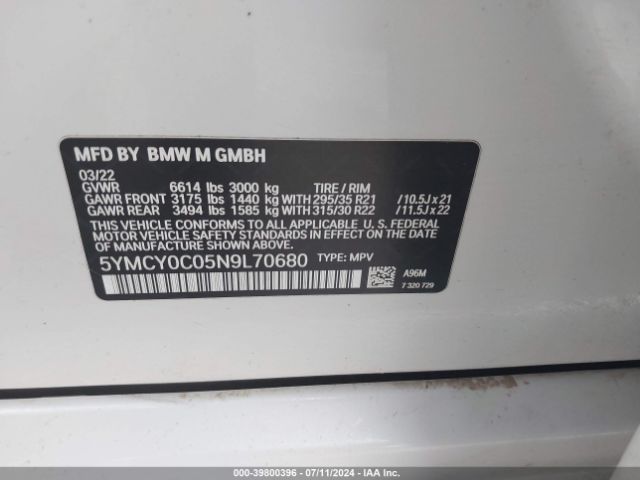 MFD BY BMW M GMBH
03/22
GVWR 6614 lbs 3000 kg TIRE / RIM
GAWR FRONT 3175 lbs 1440 kg WITH 295/35 R21 /10.5J x 21
GAWR REAR 3494 lbs 1585 kg WITH 315/30 R22 /11.5J x 22
THIS VEHICLE CONFORMS TO ALL APPLICABLE U. S. FEDERAL
MOTOR VEHICLE SAFETY STANDARDS IN EFFECT ON THE
DATE OF MANUFACTURE SHOWN ABOVE.
5YMCY0C05N9L70680 TYPE: MPV
A96M
7 320 729
000-39800396 - 07/11/2024 - IAAI.COM